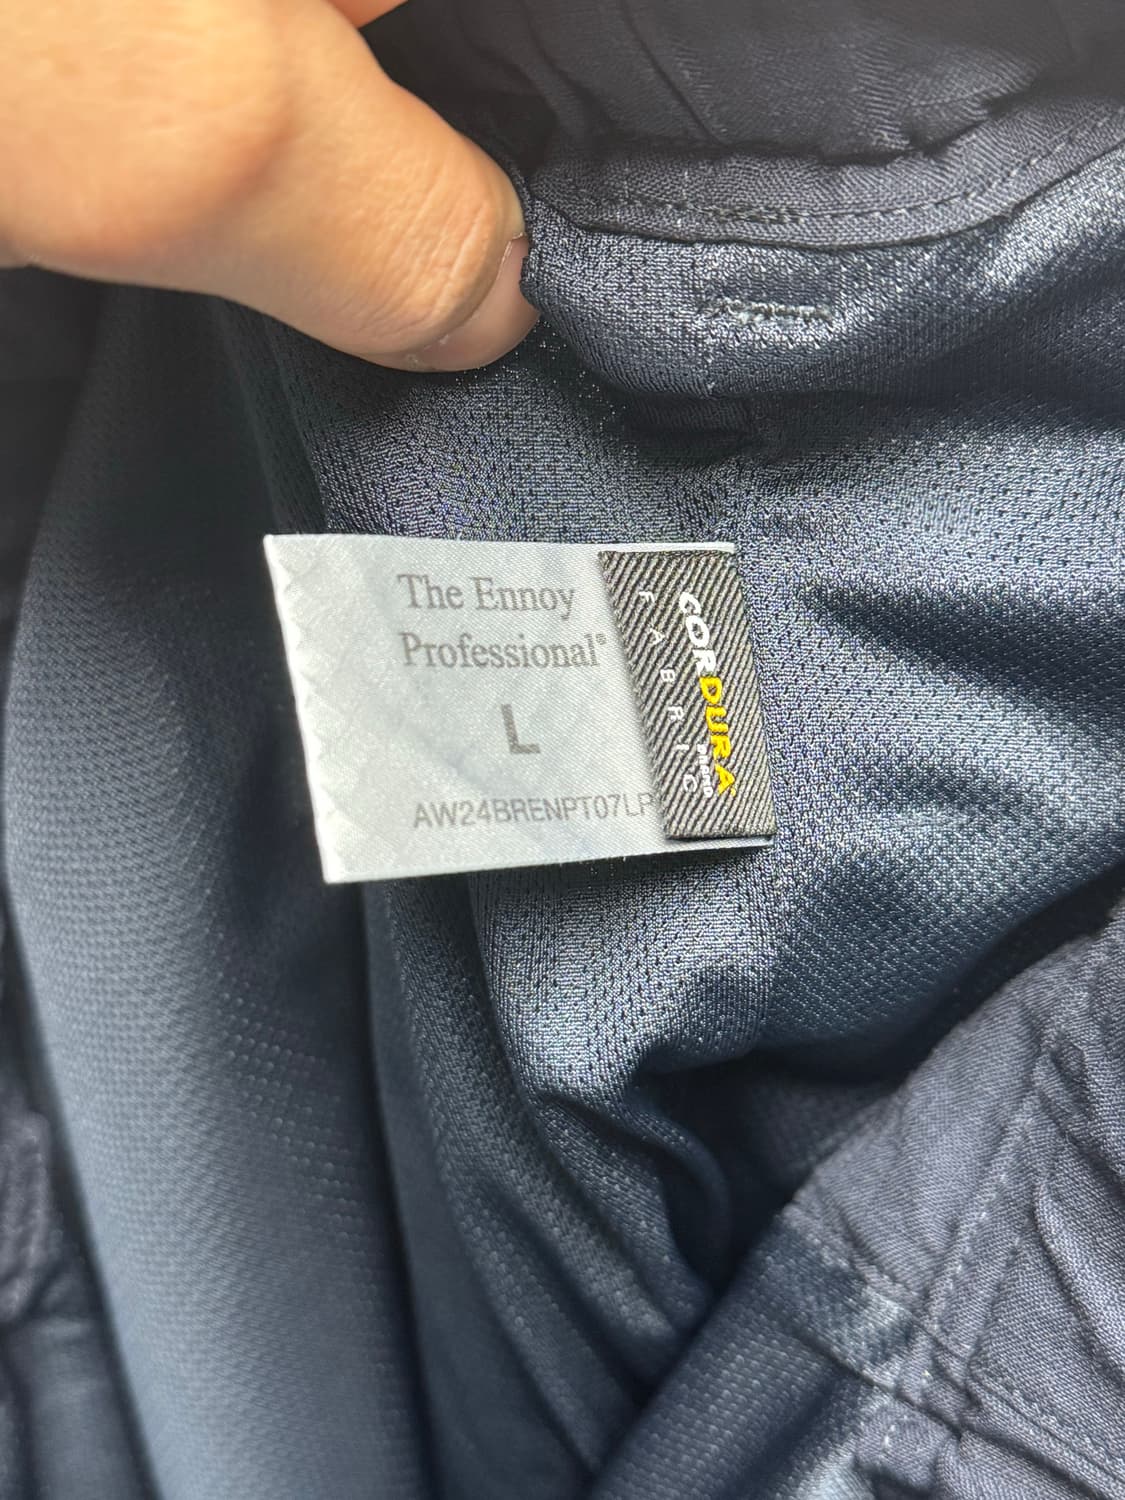 The Ennoy
Professional®
L
AW24BRENPT07LP
CORDURA
FABRIC